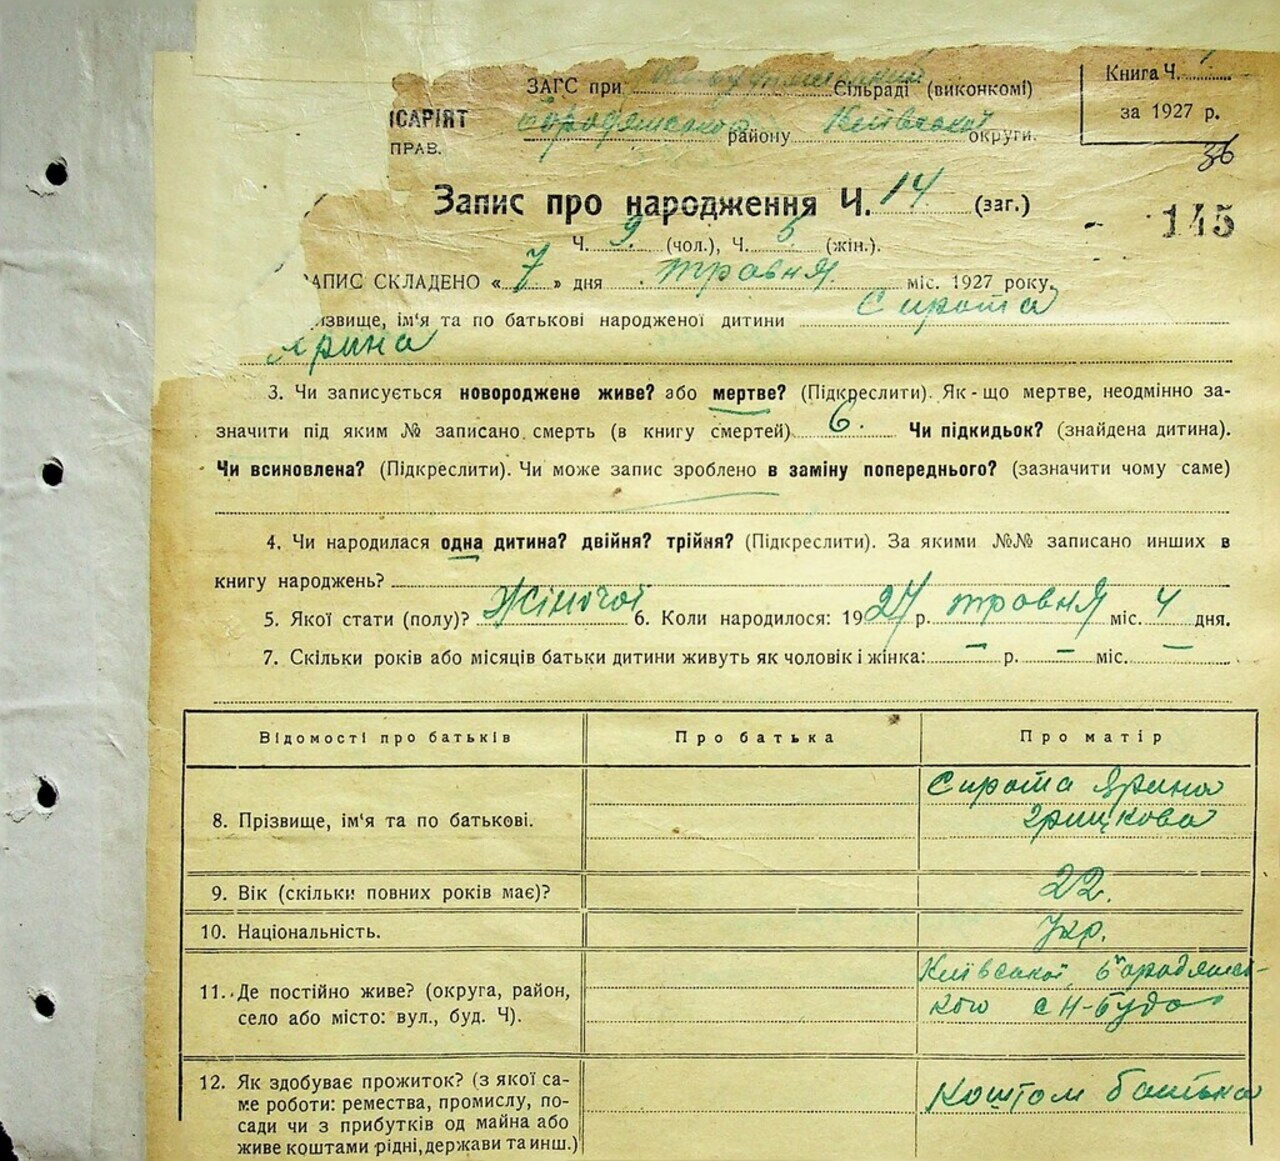 ЗАГС при Сільраді (виконкомі)
Книга Ч.
ІСАРІЯТ
ПРАВ.
Бородянського району Київської округи.
за 1927 р.
36
Запис про народження Ч. 14 (заг.)
145
Ч. 9 (чол.), Ч. 5 (жін.).
АПИС СКЛАДЕНО « 7 » дня травня міс. 1927 року.
різвище, ім'я та по батькові народженої дитини Сирота
Ярина
3. Чи записується новороджене живе? або мертве? (Підкреслити). Як-що мертве, неодмінно за-
значити під яким № записано смерть (в книгу смертей) 6. Чи підкидьок? (знайдена дитина).
Чи всиновлена? (Підкреслити). Чи може запис зроблено в заміну попереднього? (зазначити чому саме)
4. Чи народилася одна дитина? двійня? трійня? (Підкреслити). За якими №№ записано инших в
книгу народжень?
5. Якої стати (полу)? Жіночої 6. Коли народилося: 1927 р. травня міс. 4 дня.
7. Скільки років або місяців батьки дитини живуть як чоловік і жінка: – р. – міс. –
Відомості про батьків Про батька Про матір
8. Прізвище, ім'я та по батькові. Сирота Ярина
Грицкова
9. Вік (скільки повних років має)? 22.
10. Національність. Укр.
11. Де постійно живе? (округа, район,
село або місто: вул., буд. Ч). Київської, Бородянсь-
кого с Н-Буда
12. Як здобуває прожиток? (з якої са-
ме роботи: ремества, промислу, по-
сади чи з прибутків од майна або
живе коштами рідні, держави та инш.) Коштом батька